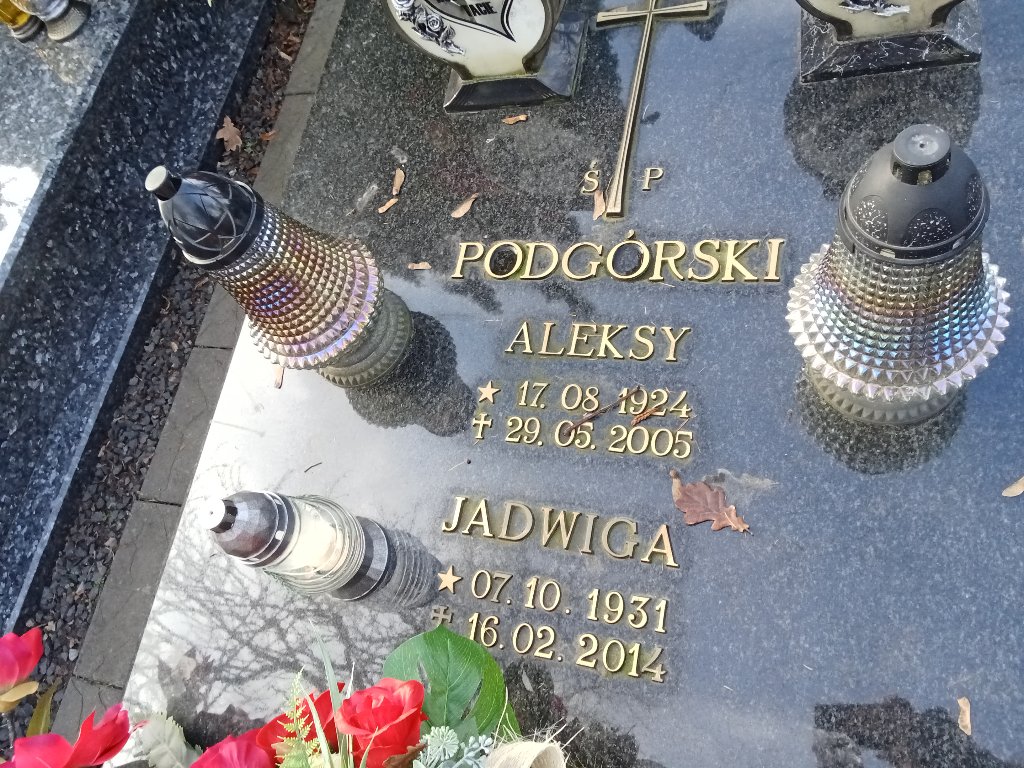 Ś P
PODGÓRSKI
ALEKSY
★ 17. 08 1924
✝ 29. 05. 2005
JADWIGA
★ 07. 10. 1931
✝ 16. 02. 2014